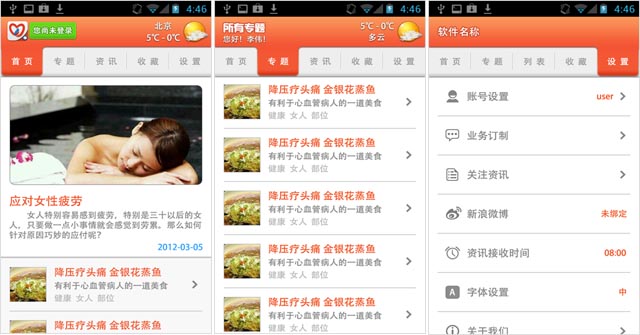 4:46
您尚未登录
北京
5℃ - 0℃
首 页
专 题
资 讯
收 藏
设 置
应对女性疲劳
女人特别容易感到疲劳，特别是三十以后的女
人，只要做一点小事情就会感觉到劳累。那么如何
针对原因巧妙的应付呢?
2012-03-05
降压疗头痛 金银花蒸鱼
有利于心血管病人的一道美食
健康 女人 部位
4:46
所有专题
您好！李伟！
5℃ - 0℃
多云
首 页
专 题
资 讯
收 藏
设 置
降压疗头痛 金银花蒸鱼
有利于心血管病人的一道美食
健康 女人 部位
降压疗头痛 金银花蒸鱼
有利于心血管病人的一道美食
健康 女人 部位
降压疗头痛 金银花蒸鱼
有利于心血管病人的一道美食
健康 女人 部位
降压疗头痛 金银花蒸鱼
有利于心血管病人的一道美食
健康 女人 部位
降压疗头痛 金银花蒸鱼
有利于心血管病人的一道美食
健康 女人 部位
4:46
软件名称
首 页
专 题
列 表
收 藏
设 置
账号设置
user
业务订制
关注资讯
新浪微博
未绑定
资讯接收时间
08:00
A
字体设置
中
关于我们